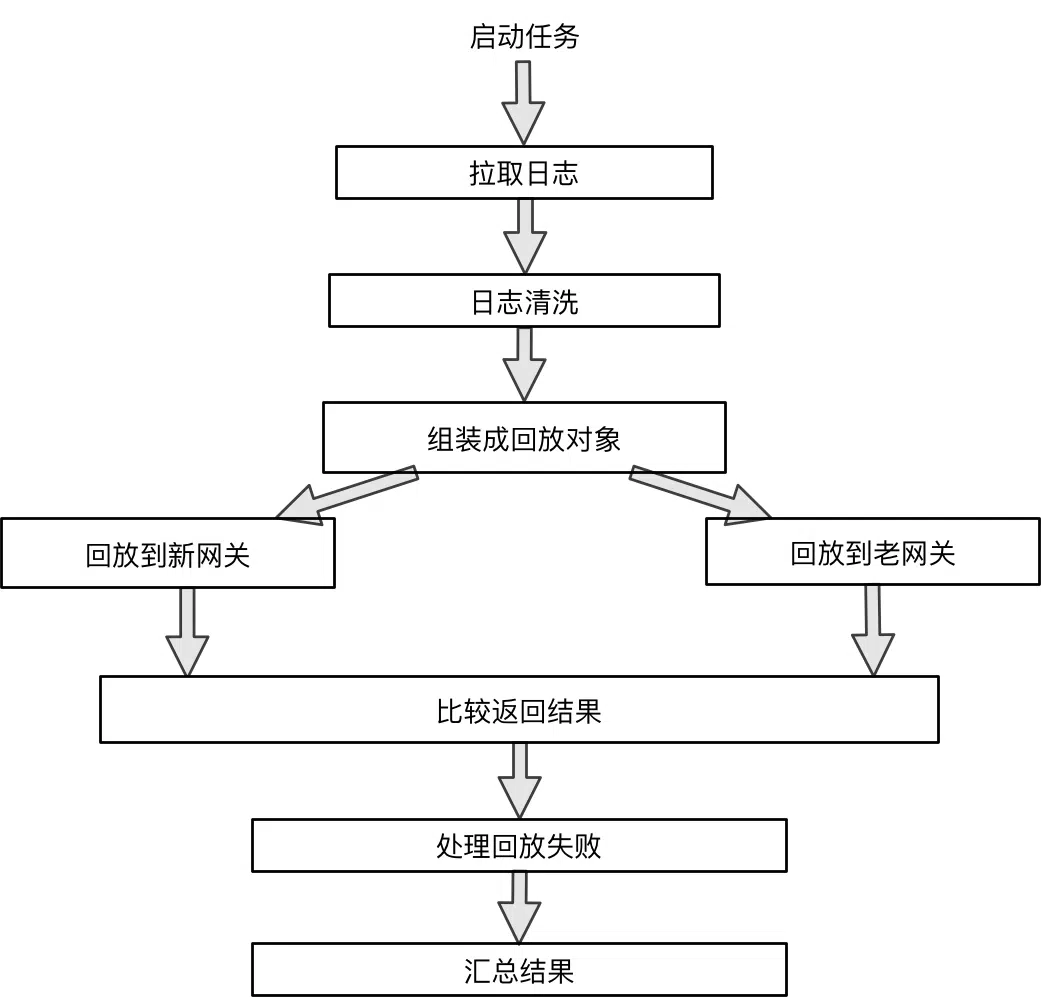 启动任务
拉取日志
日志清洗
组装成回放对象
回放到新网关
回放到老网关
比较返回结果
处理回放失败
汇总结果